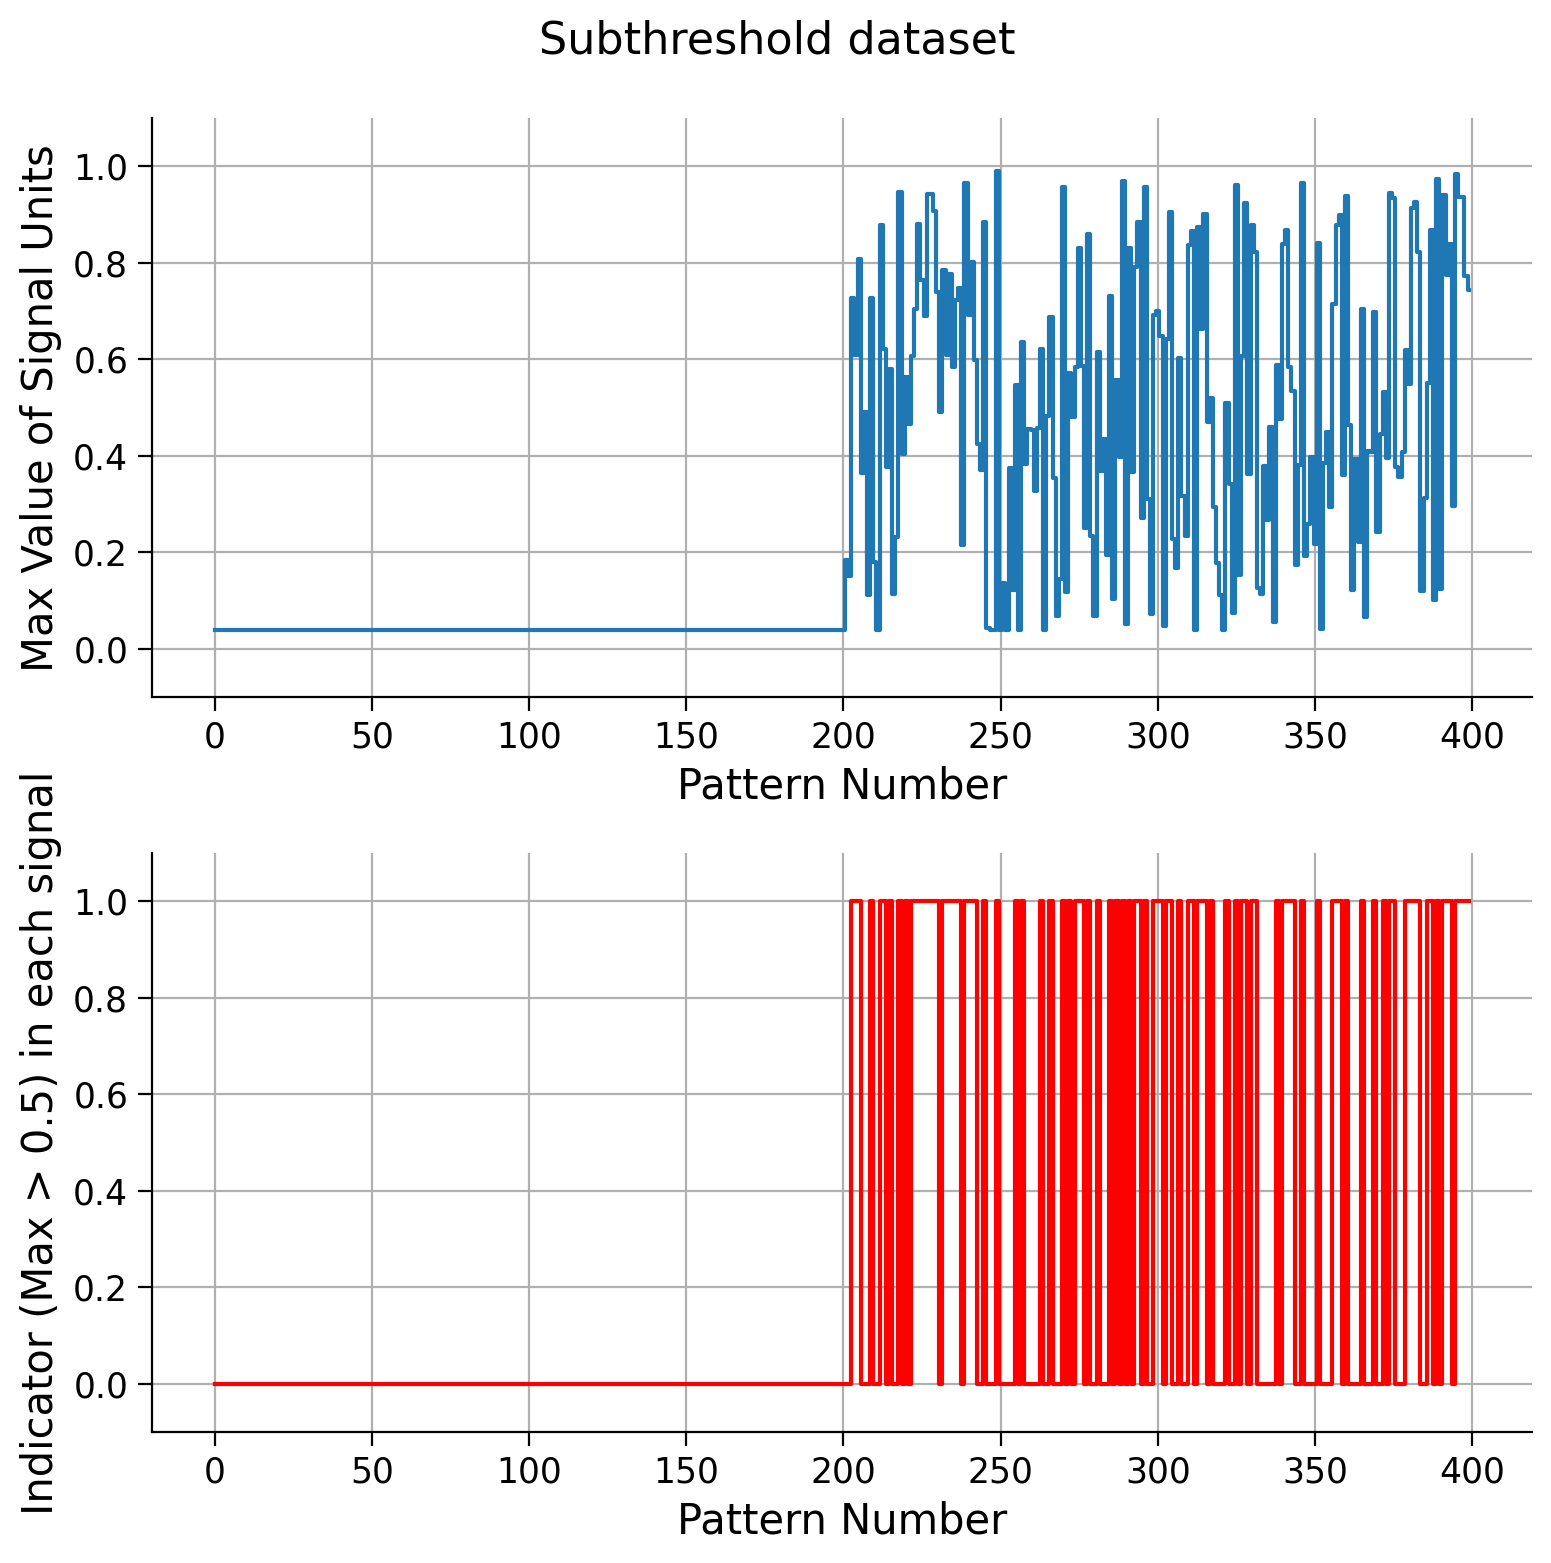 Subthreshold dataset
Max Value of Signal Units
1.0
0.8
0.6
0.4
0.2
0.0
0 50 100 150 200 250 300 350 400
Pattern Number
Indicator (Max > 0.5) in each signal
1.0
0.8
0.6
0.4
0.2
0.0
0 50 100 150 200 250 300 350 400
Pattern Number